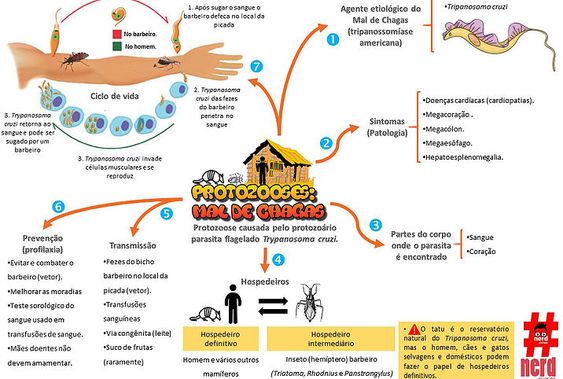 1. Após sugar o sangue o
barbeiro defeca no local da
picada
No barbeiro.
No homem.
Ciclo de vida
2. Trypanosoma
cruzi das fezes
do barbeiro
penetra no
sangue
3. Trypanosoma cruzi invade
células musculares e se
reproduz
3. Trypanosoma
cruzi retorna ao
sangue e pode ser
sugado por um
barbeiro
1
Agente etiológico do
Mal de Chagas
(tripanossomíase
americana)
•Tripanosoma cruzi
2
Sintomas
(Patologia)
•Doenças cardíacas (cardiopatias).
•Megacoração .
•Megacólon.
•Megaesôfago.
•Hepatoesplenomegalia.
7
PROTOZOOSES:
MAL DE CHAGAS
Protozoose causada pelo protozoário
parasita flagelado Trypanosoma cruzi.
3
Partes do corpo
onde o parasita
é encontrado
•Sangue
•Coração
4
Hospedeiros
Hospedeiro
definitivo
Homem e vários outros
mamíferos
Hospedeiro
intermediário
Inseto (hemíptero) barbeiro
(Triatoma, Rhodnius e Panstrongylus)
5
Transmissão
•Fezes do bicho
barbeiro no local da
picada (vetor).
•Transfusões
sanguíneas
•Via congênita (leite)
•Suco de frutas
(raramente)
6
Prevenção
(profilaxia)
•Evitar e combater o
barbeiro (vetor).
•Melhorar as moradias
•Teste sorológico do
sangue usado em
transfusões de sangue.
•Mães doentes não
devem amamentar.
• O tatu é o reservatório
natural do Tripanosoma cruzi,
mas o homem, cães e gatos
selvagens e domésticos podem
fazer o papel de hospedeiros
definitivos.
#
nerd